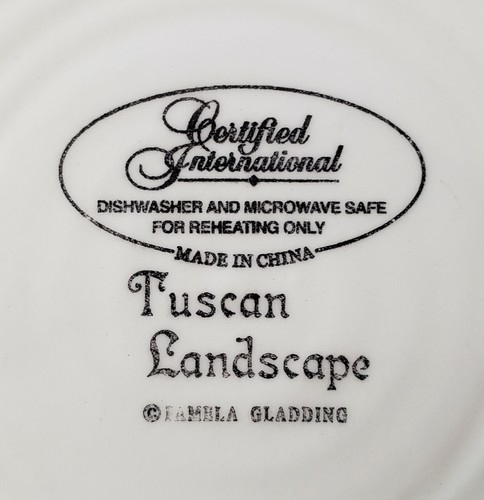 Certified
International
DISHWASHER AND MICROWAVE SAFE
FOR REHEATING ONLY
MADE IN CHINA
Tuscan
Landscape
© PAMELA GLADDING